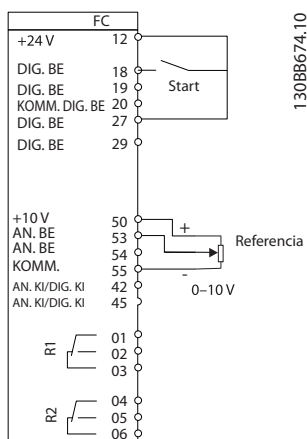 FC
+24 V 12
DIG. BE 18
DIG. BE 19
KOMM. DIG. BE 20
DIG. BE 27
DIG. BE 29
Start
+10 V 50
AN. BE 53
AN. BE 54
KOMM. 55
AN. KI/DIG. KI 42
AN. KI/DIG. KI 45
+
-
Referencia
0–10 V
R1
01
02
03
R2
04
05
06
130BB674.10